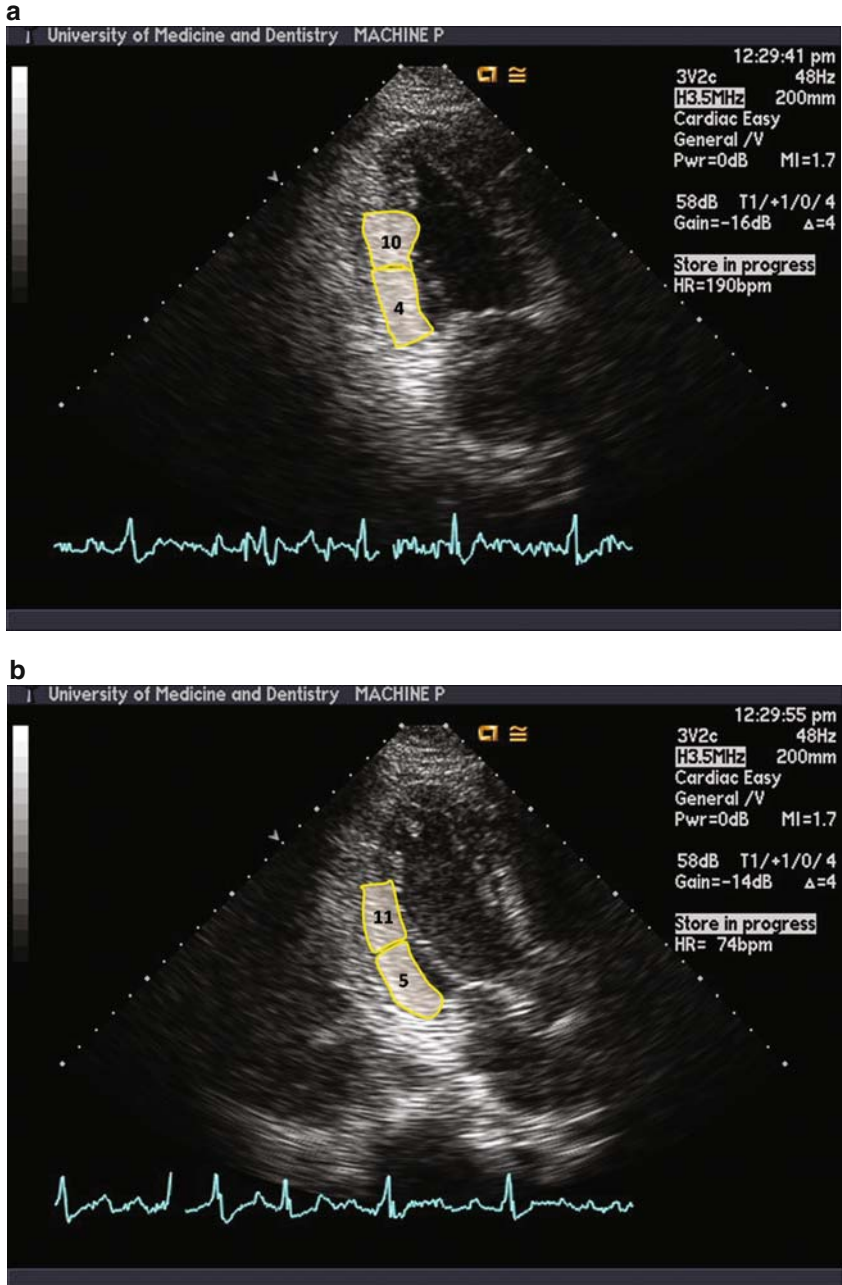 a
University of Medicine and Dentistry MACHINE P
12:29:41 pm
3V2c 48Hz
H3.5MHz 200mm
Cardiac Easy
General /V
Pwr=0dB MI=1.7
58dB T1/+1/0/4
Gain=-16dB Δ=4
Store in progress
HR=190bpm
10
4
b
University of Medicine and Dentistry MACHINE P
12:29:55 pm
3V2c 48Hz
H3.5MHz 200mm
Cardiac Easy
General /V
Pwr=0dB MI=1.7
58dB T1/+1/0/4
Gain=-14dB Δ=4
Store in progress
HR= 74bpm
11
5